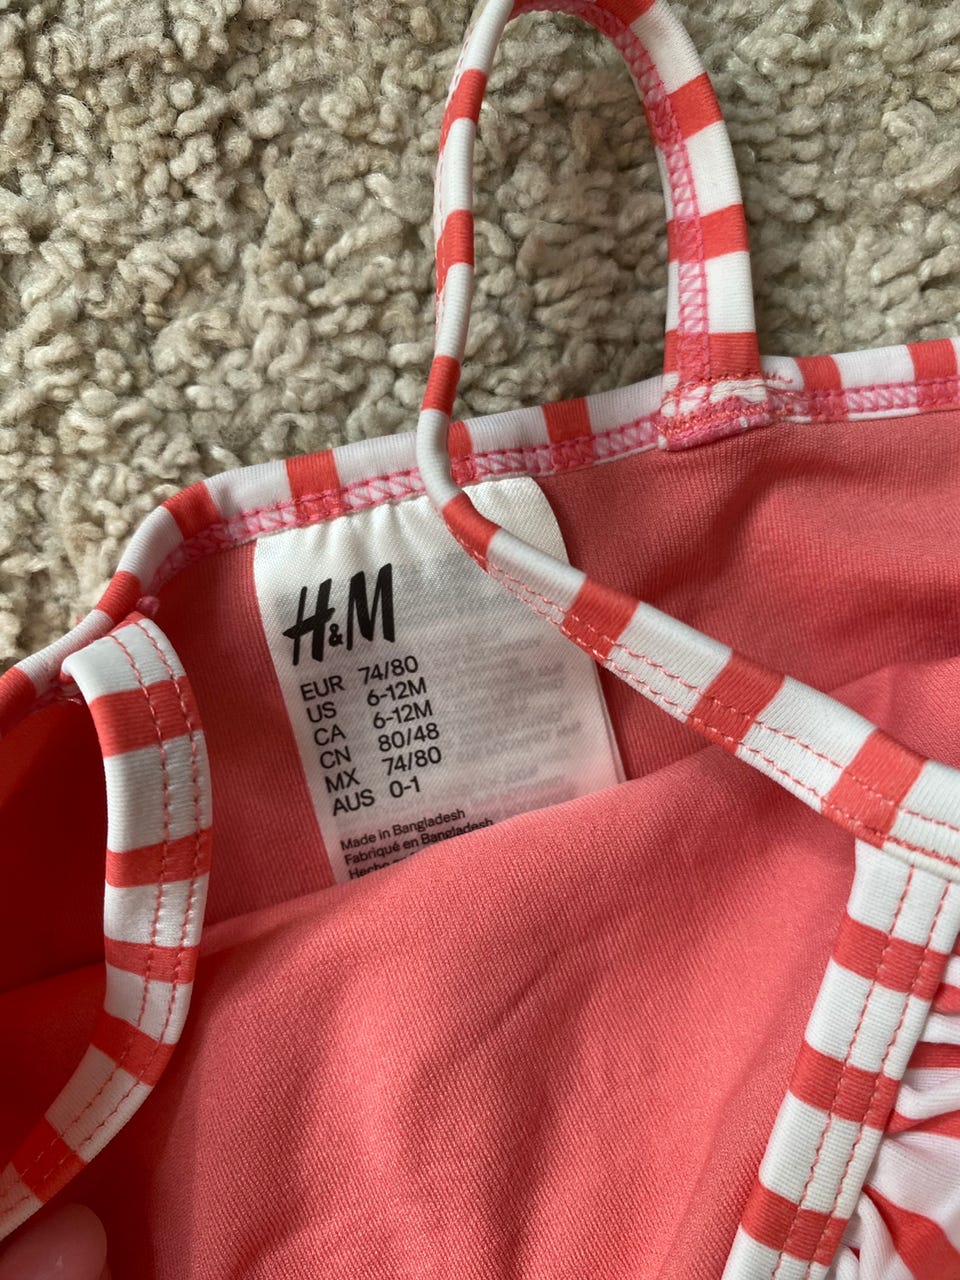 H&M
EUR 74/80
US 6-12M
CA 6-12M
CN 80/48
MX 74/80
AUS 0-1
Made in Bangladesh
Fabriqué en Bangladesh
Hecho